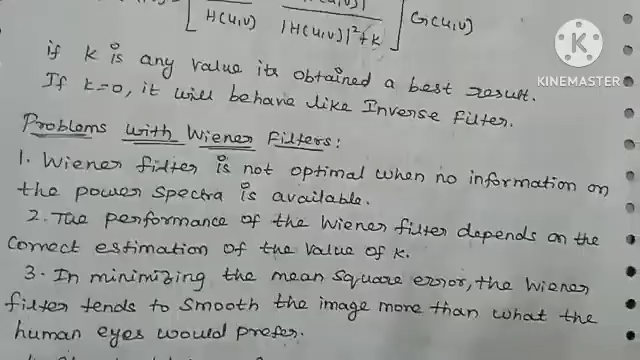 [ 1/H(u,v) |H(u,v)|²/|H(u,v)|²+k ] G(u,v)
if k is any value its obtained a best result.
If k=0, it will behave like Inverse Filter.
Problems with Wiener Filters:
1. Wiener filter is not optimal when no information on
the power spectra is available.
2. The performance of the Wiener filter depends on the
correct estimation of the value of k.
3. In minimizing the mean square error, the Wiener
filter tends to smooth the image more than what the
human eyes would prefer.
KINEMASTER